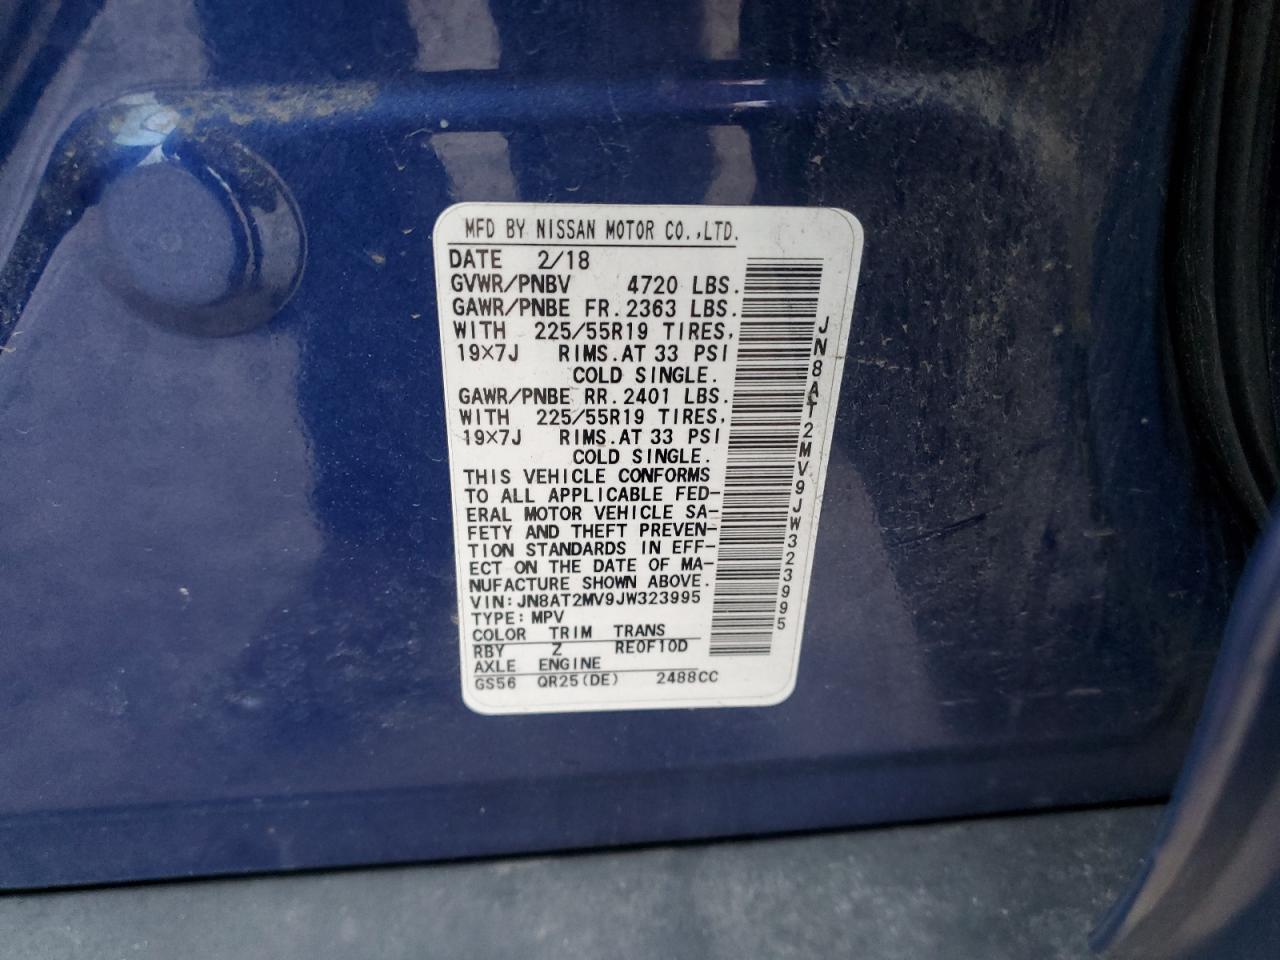 MFD BY NISSAN MOTOR CO.,LTD.
DATE 2/18
GVWR/PNBV 4720 LBS.
GAWR/PNBE FR. 2363 LBS.
WITH 225/55R19 TIRES,
19×7J RIMS. AT 33 PSI
COLD SINGLE.
GAWR/PNBE RR. 2401 LBS.
WITH 225/55R19 TIRES,
19×7J RIMS. AT 33 PSI
COLD SINGLE.
THIS VEHICLE CONFORMS
TO ALL APPLICABLE FED-
ERAL MOTOR VEHICLE SA-
FETY AND THEFT PREVEN-
TION STANDARDS IN EFF-
ECT ON THE DATE OF MA-
NUFACTURE SHOWN ABOVE.
VIN: JN8AT2MV9JW323995
TYPE: MPV
COLOR TRIM TRANS
RBY Z RE0F10D
AXLE ENGINE
GS56 QR25(DE) 2488CC
JN8AT2MV9JW323995